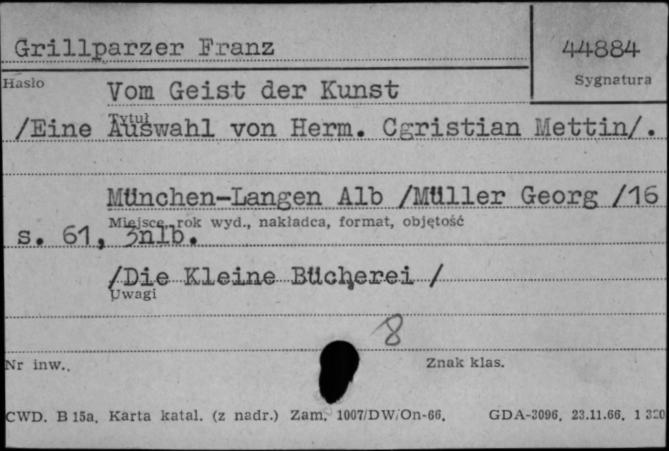 Grillparzer Franz
44884
Hasło
Sygnatura
Vom Geist der Kunst
Tytuł
/Eine Auswahl von Herm. Cgristian Mettin/.
München-Langen Alb /Müller Georg /16
Miejsce, rok wyd., nakładca, format, objętość
s. 61, 3nlb.
/Die Kleine Bücherei /
Uwagi
8
Nr inw..
Znak klas.
CWD. B 15a. Karta katal. (z nadr.) Zam. 1007/DW/On-66. GDA-3096. 23.11.66. 1 320